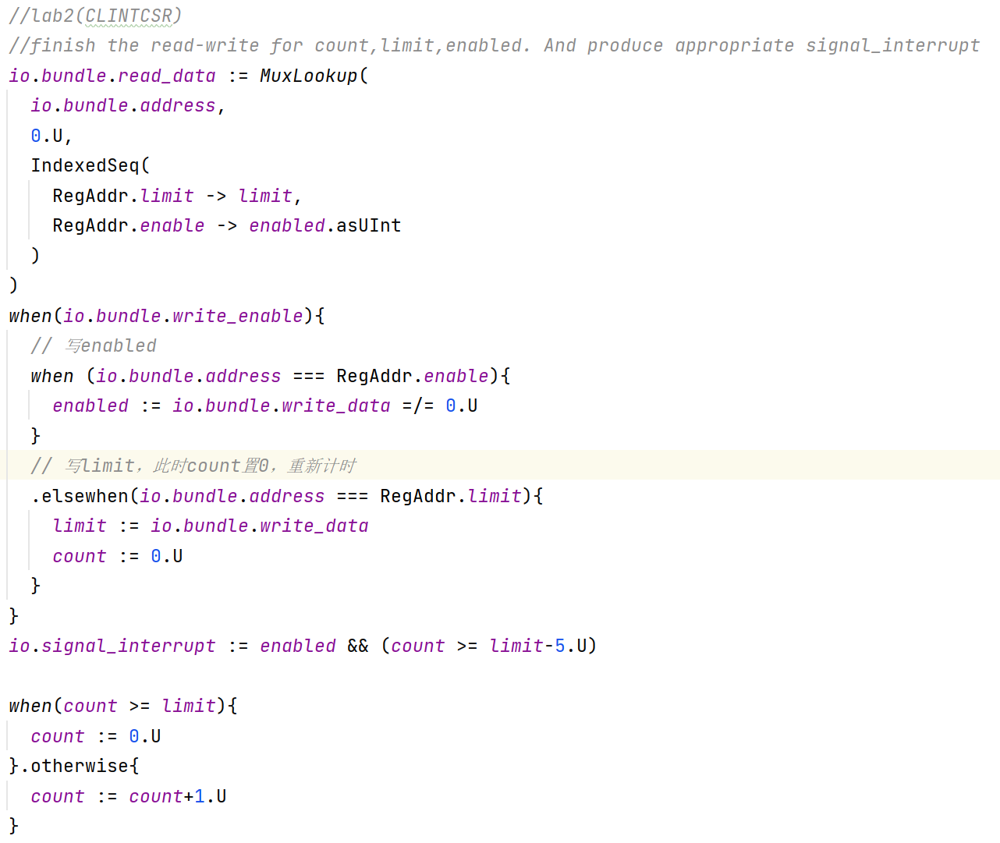 //lab2(CLINTCSR)
//finish the read-write for count,limit,enabled. And produce appropriate signal_interrupt
io.bundle.read_data := MuxLookup(
  io.bundle.address,
  0.U,
  IndexedSeq(
    RegAddr.limit -> limit,
    RegAddr.enable -> enabled.asUInt
  )
)
when(io.bundle.write_enable){
  // 写enabled
  when (io.bundle.address === RegAddr.enable){
    enabled := io.bundle.write_data =/= 0.U
  }
  // 写limit，此时count置0，重新计时
  .elsewhen(io.bundle.address === RegAddr.limit){
    limit := io.bundle.write_data
    count := 0.U
  }
}
io.signal_interrupt := enabled && (count >= limit-5.U)

when(count >= limit){
  count := 0.U
}.otherwise{
  count := count+1.U
}